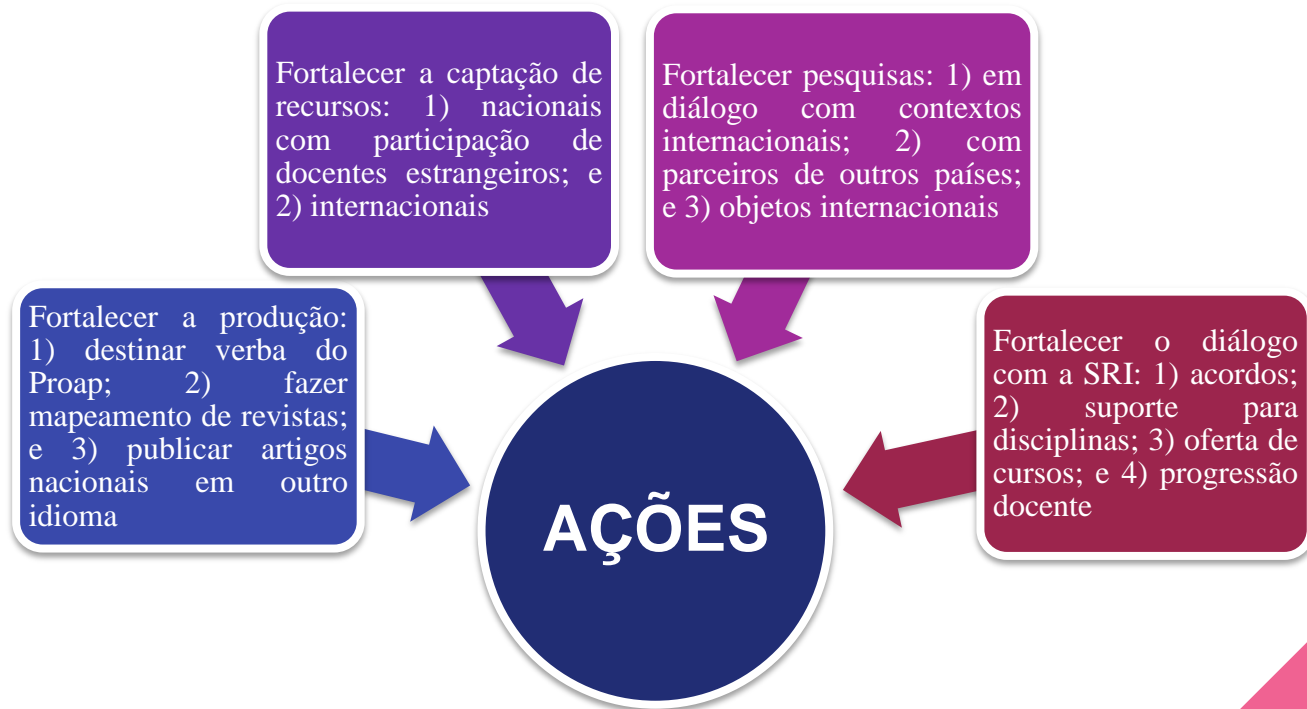 Fortalecer a produção:
1) destinar verba do
Proap; 2) fazer
mapeamento de revistas;
e 3) publicar artigos
nacionais em outro
idioma
Fortalecer a captação de
recursos: 1) nacionais
com participação de
docentes estrangeiros; e
2) internacionais
Fortalecer pesquisas: 1) em
diálogo com contextos
internacionais; 2) com
parceiros de outros países;
e 3) objetos internacionais
Fortalecer o diálogo
com a SRI: 1) acordos;
2) suporte para
disciplinas; 3) oferta de
cursos; e 4) progressão
docente
AÇÕES